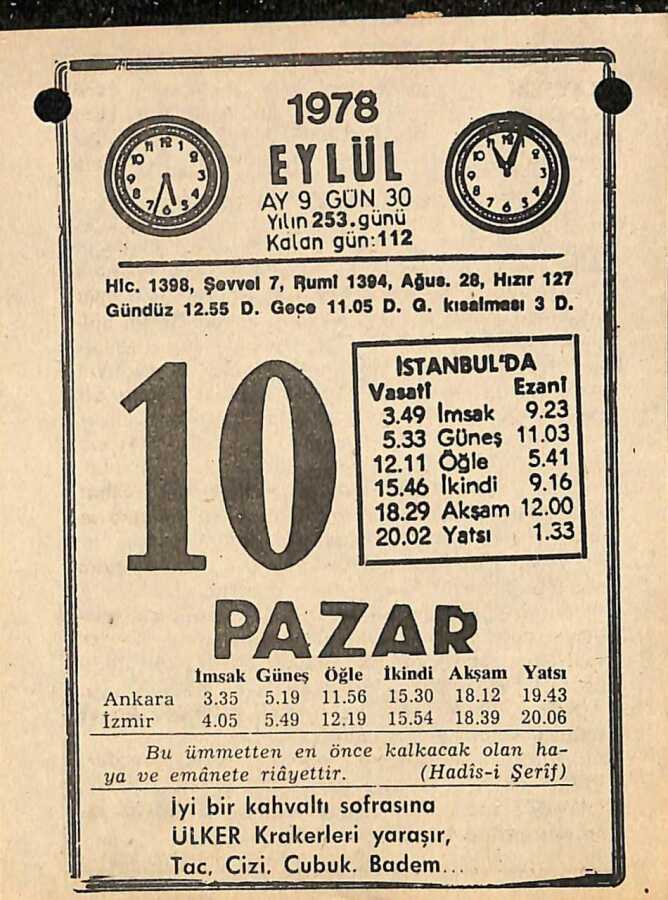 1978
EYLÜL
AY 9 GÜN 30
Yılın 253. günü
Kalan gün: 112
Hic. 1398, Şevval 7, Rumi 1394, Ağus. 28, Hızır 127
Gündüz 12.55 D. Gece 11.05 D. G. kısalması 3 D.
10
İSTANBUL'DA
Vasati Ezani
3.49 İmsak 9.23
5.33 Güneş 11.03
12.11 Öğle 5.41
15.46 İkindi 9.16
18.29 Akşam 12.00
20.02 Yatsı 1.33
PAZAR
İmsak Güneş Öğle İkindi Akşam Yatsı
Ankara 3.35 5.19 11.56 15.30 18.12 19.43
İzmir 4.05 5.49 12.19 15.54 18.39 20.06
Bu ümmetten en önce kalkacak olan ha-
ya ve emânete riâyettir. (Hadîs-i Şerîf)
İyi bir kahvaltı sofrasına
ÜLKER Krakerleri yaraşır,
Tac, Cizi, Çubuk, Badem...